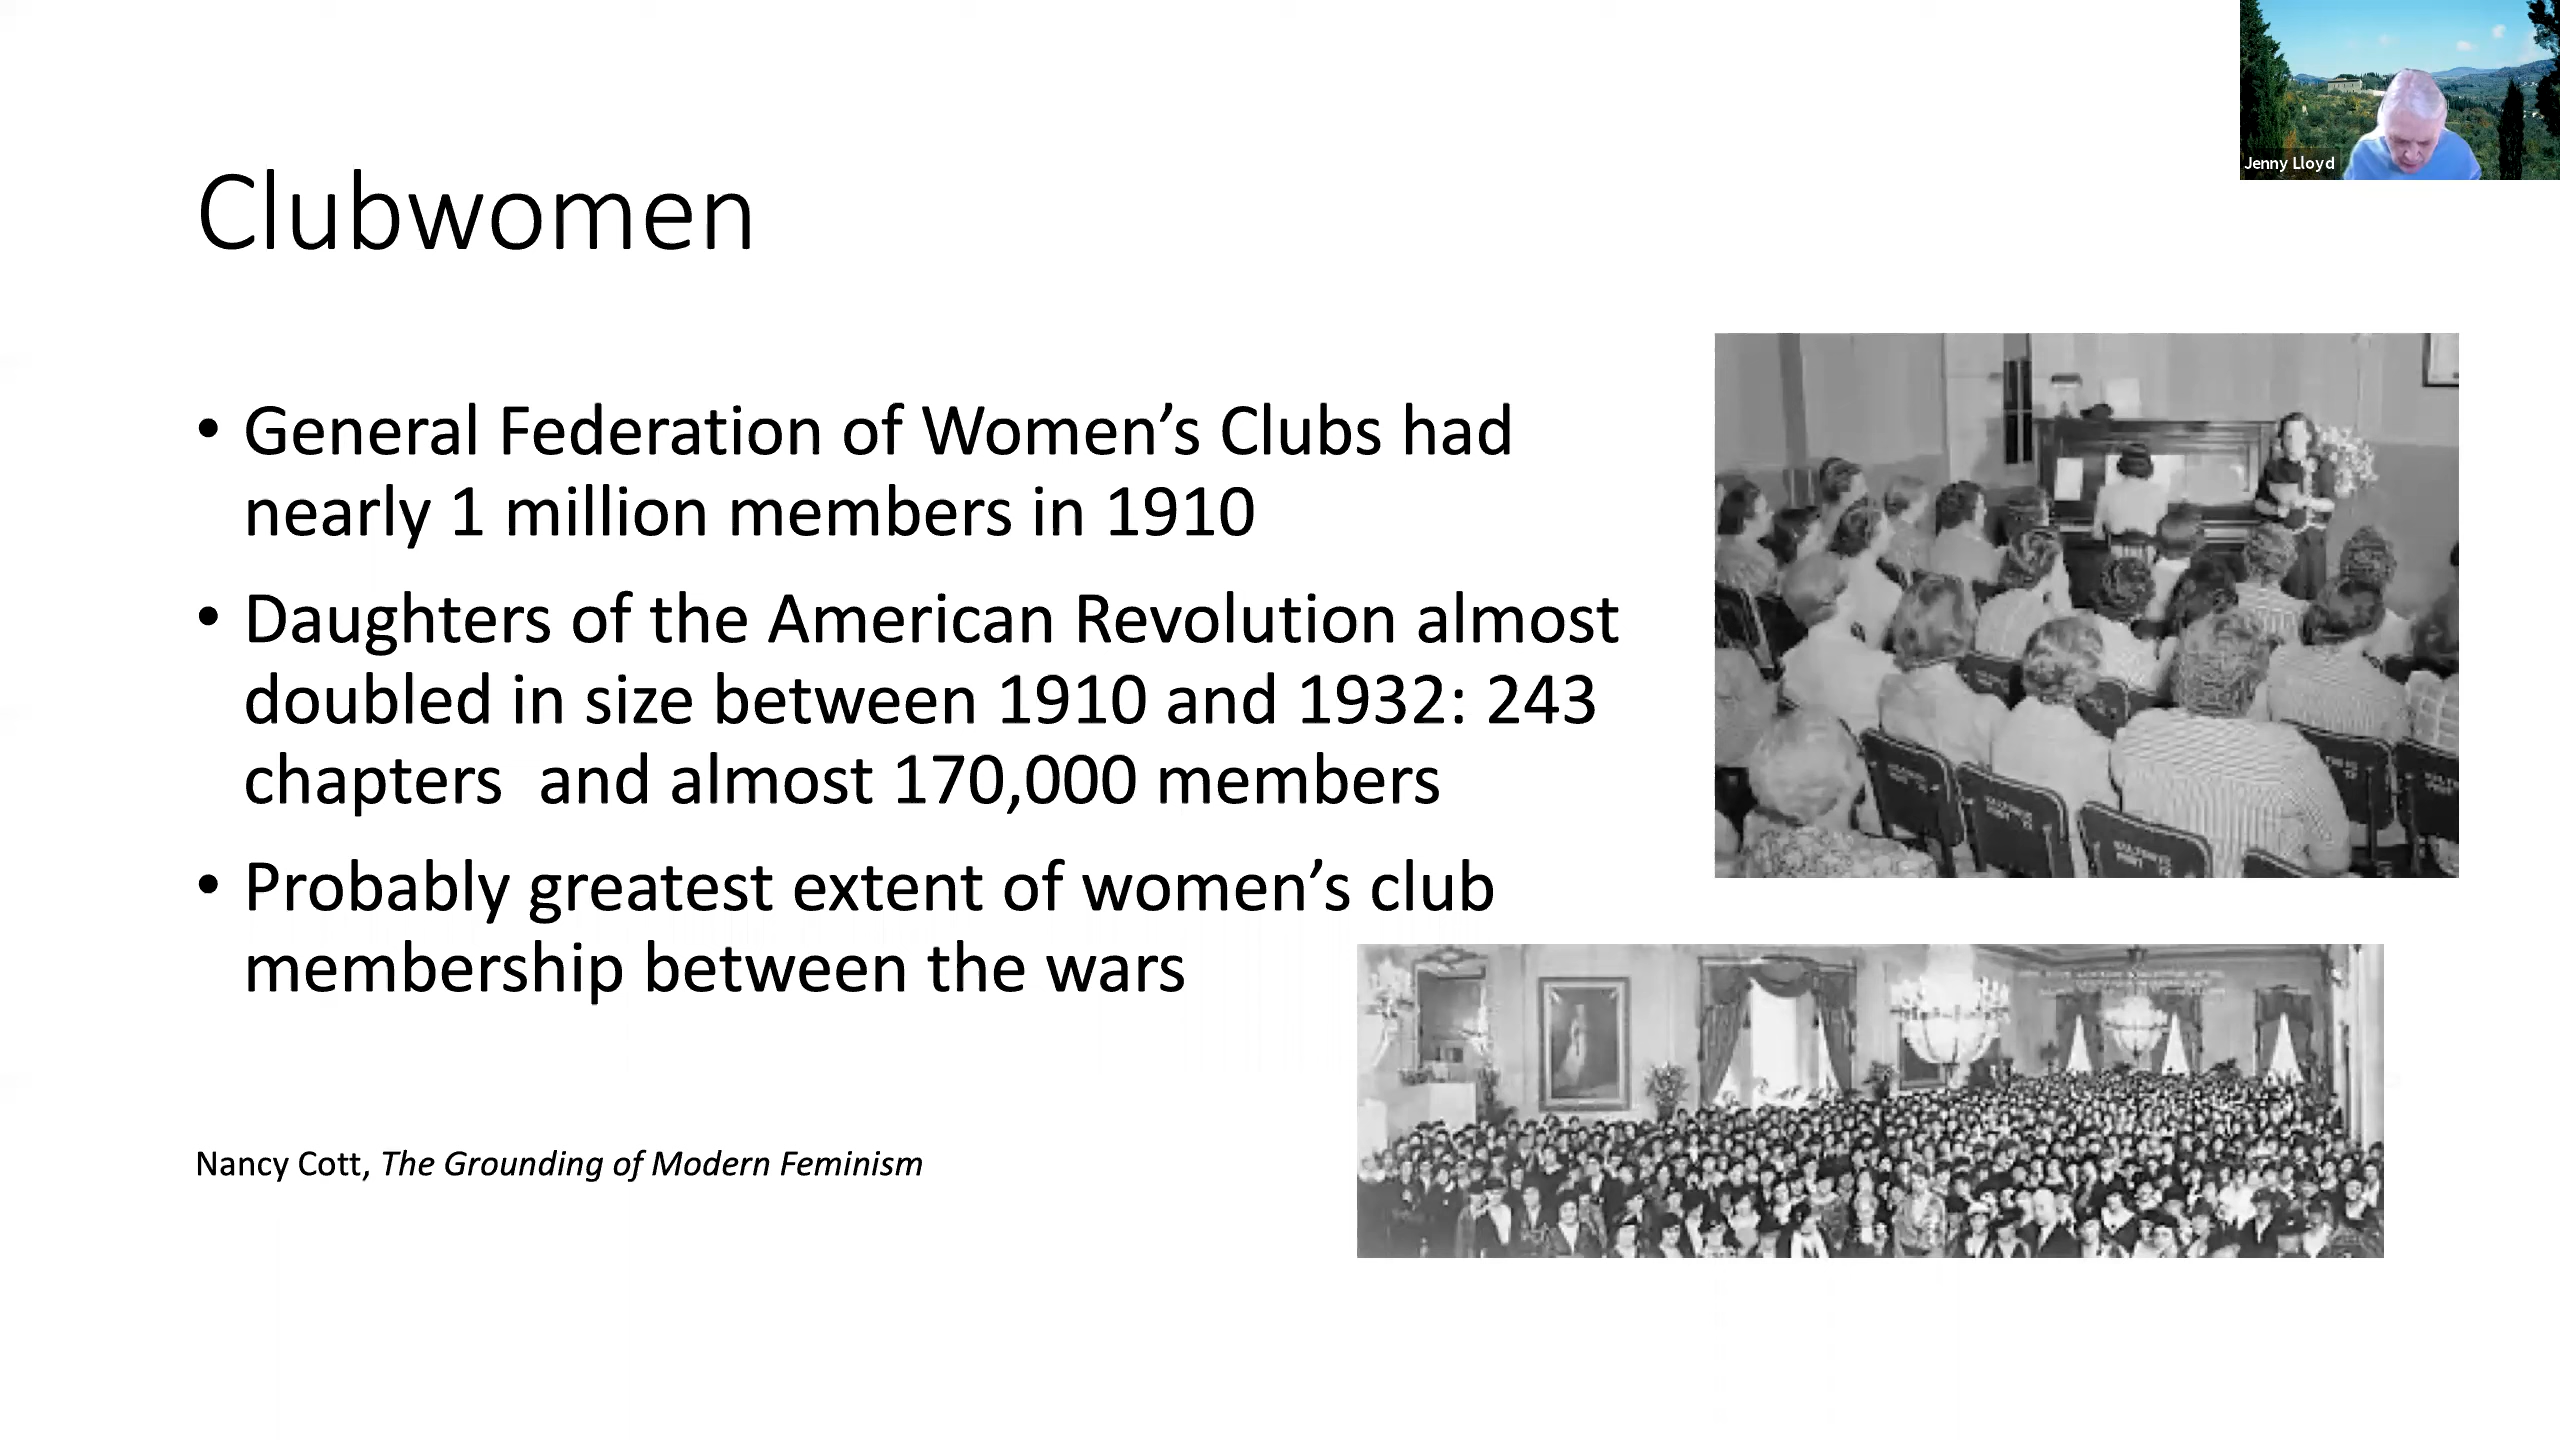 Jenny Lloyd
Clubwomen
• General Federation of Women’s Clubs had
nearly 1 million members in 1910
• Daughters of the American Revolution almost
doubled in size between 1910 and 1932: 243
chapters  and almost 170,000 members
• Probably greatest extent of women’s club
membership between the wars
Nancy Cott, The Grounding of Modern Feminism